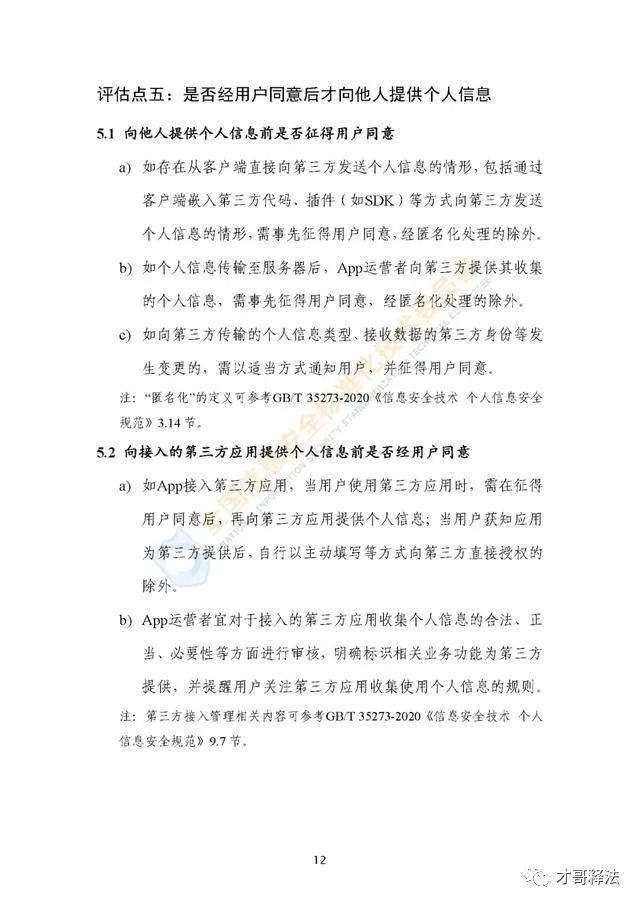 评估点五：是否经用户同意后才向他人提供个人信息
5.1 向他人提供个人信息前是否征得用户同意
a) 如存在从客户端直接向第三方发送个人信息的情形，包括通过
客户端嵌入第三方代码、插件（如SDK）等方式向第三方发送
个人信息的情形，需事先征得用户同意，经匿名化处理的除外。
b) 如个人信息传输至服务器后，App运营者向第三方提供其收集
的个人信息，需事先征得用户同意，经匿名化处理的除外。
c) 如向第三方传输的个人信息类型、接收数据的第三方身份等发
生变更的，需以适当方式通知用户，并征得用户同意。
注：“匿名化”的定义可参考GB/T 35273-2020《信息安全技术 个人信息安全
规范》3.14节。
5.2 向接入的第三方应用提供个人信息前是否经用户同意
a) 如App接入第三方应用，当用户使用第三方应用时，需在征得
用户同意后，再向第三方应用提供个人信息；当用户获知应用
为第三方提供后，自行以主动填写等方式向第三方直接授权的
除外。
b) App运营者宜对于接入的第三方应用收集个人信息的合法、正
当、必要性等方面进行审核，明确标识相关业务功能为第三方
提供，并提醒用户关注第三方应用收集使用个人信息的规则。
注：第三方接入管理相关内容可参考GB/T 35273-2020《信息安全技术 个人
信息安全规范》9.7 节。
12
才哥释法